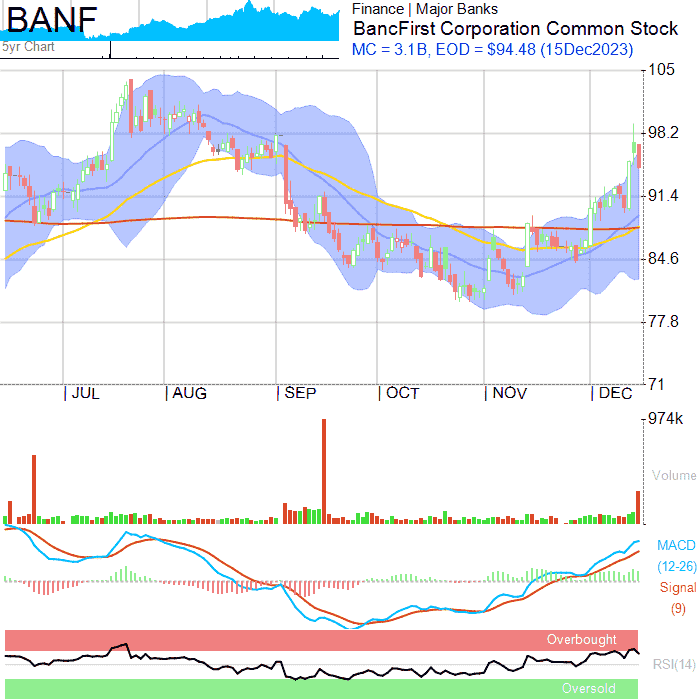 BANF
5yr Chart
Finance | Major Banks
BancFirst Corporation Common Stock
MC = 3.1B, EOD = $94.48 (15Dec2023)
105
98.2
91.4
84.6
77.8
71
JUL AUG SEP OCT NOV DEC
974k
Volume
MACD
(12-26)
Signal
(9)
Overbought
RSI(14)
Oversold